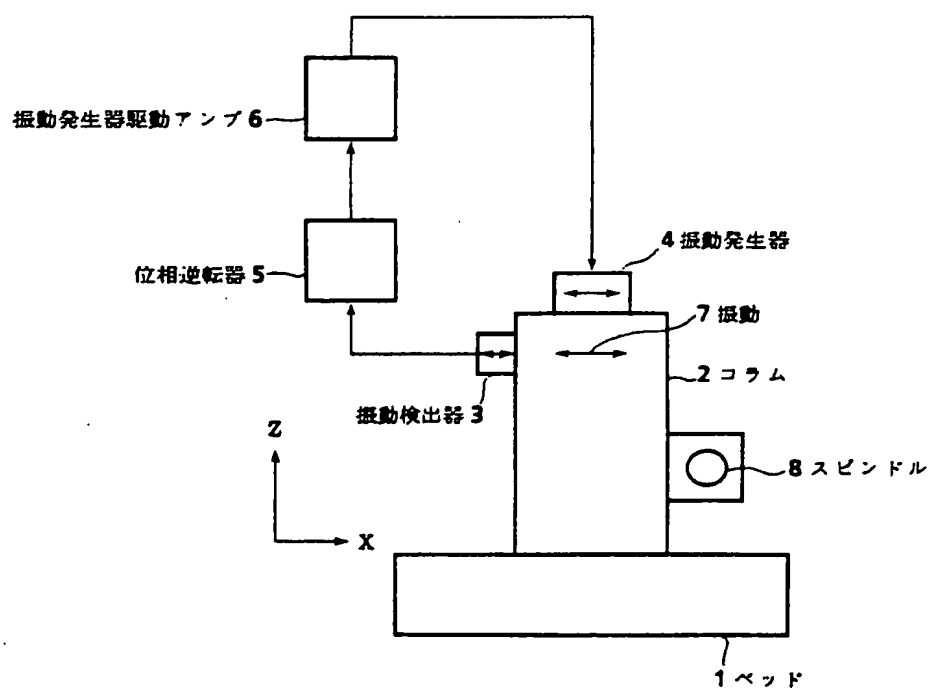 振動発生器駆動アンプ6
位相逆転器5
4 振動発生器
7 振動
2 コラム
振動検出器3
Z
8 スピンドル
X
1 ベッド